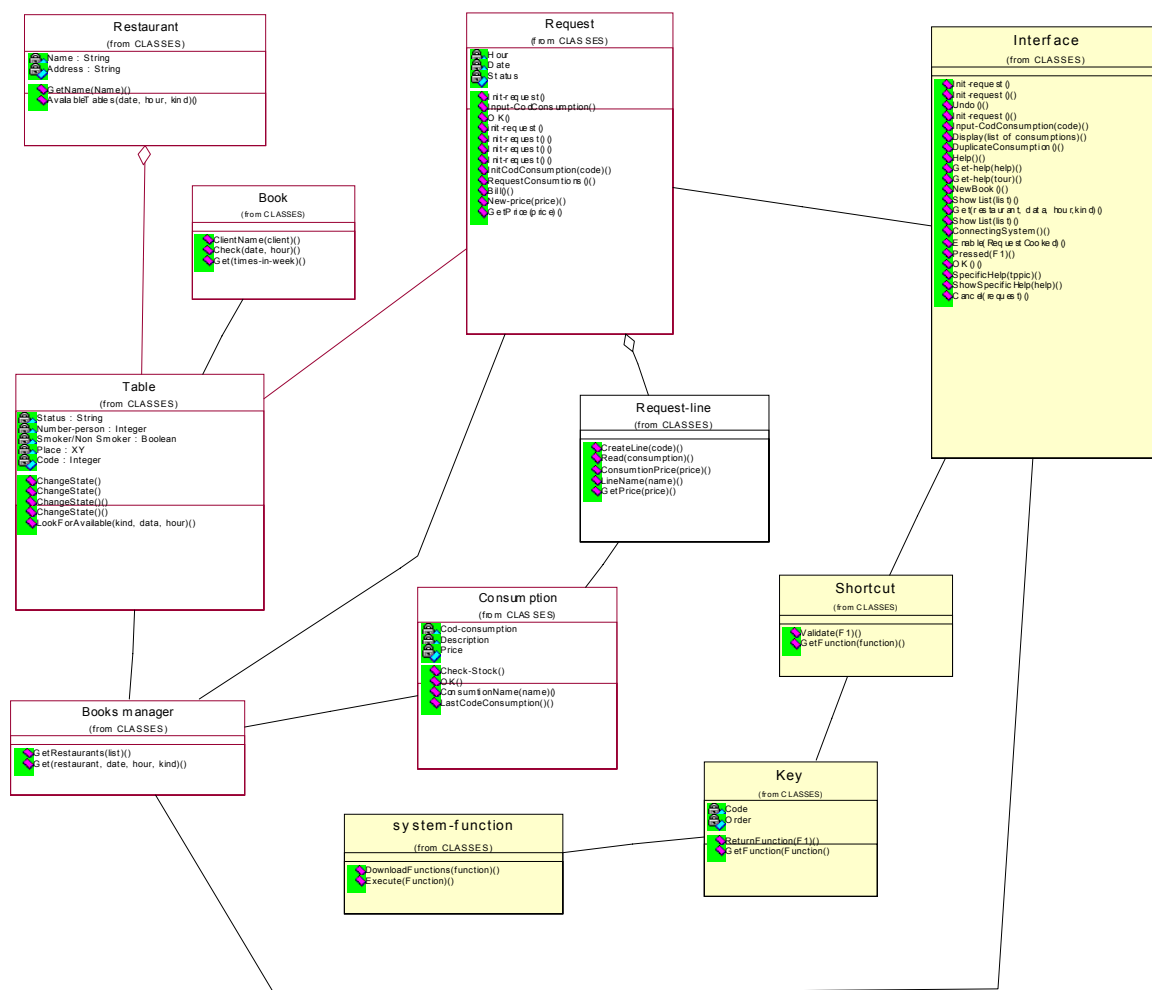 Restaurant
(from CLASSES)
Name : String
Address : String
GetName(Name)()
AvailableTables(date, hour, kind)()
Request
(from CLASSES)
Hour
Date
Status
Init-request()
Input-CodConsumption()
OK()
Init-request()
Init-request()()
Init-request()()
Init-request()()
InitCodConsumption(code)()
RequestConsumtions()()
Bill()()
New-price(price)()
GetPrice(price)()
Interface
(from CLASSES)
Init-request()
Init-request()()
Undo()()
Init-request()()
Input-CodConsumption(code)()
Display(list of consumptions)()
DuplicateConsumption()()
Help()()
Get-help(help)()
Get-help(tour)()
NewBook()()
ShowList(list)()
Get(restaurant, data, hour,kind)()
ShowList(list)()
ConnectingSystem()()
Enable(RequestCooked)()
Pressed(F1)()
OK()()
SpecificHelp(tppic)()
ShowSpecificHelp(help)()
Cancel(request)()
Book
(from CLASSES)
ClientName(client)()
Check(date, hour)()
Get(times-in-week)()
Table
(from CLASSES)
Status : String
Number-person : Integer
Smoker/Non Smoker : Boolean
Place : XY
Code : Integer
ChangeState()
ChangeState()
ChangeState()()
ChangeState()()
LookForAvailable(kind, data, hour)()
Request-line
(from CLASSES)
CreateLine(code)()
Read(consumption)()
ConsumtionPrice(price)()
LineName(name)()
GetPrice(price)()
Consumption
(from CLASSES)
Cod-consumption
Description
Price
Check-Stock()
OK()
ConsumtionName(name)()
LastCodeConsumption()()
Shortcut
(from CLASSES)
Validate(F1)()
GetFunction(function)()
Books manager
(from CLASSES)
GetRestaurants(list)()
Get(restaurant, date, hour, kind)()
Key
(from CLASSES)
Code
Order
ReturnFunction(F1)()
GetFunction(Function()
system-function
(from CLASSES)
DownloadFunctions(function)()
Execute(Function)()